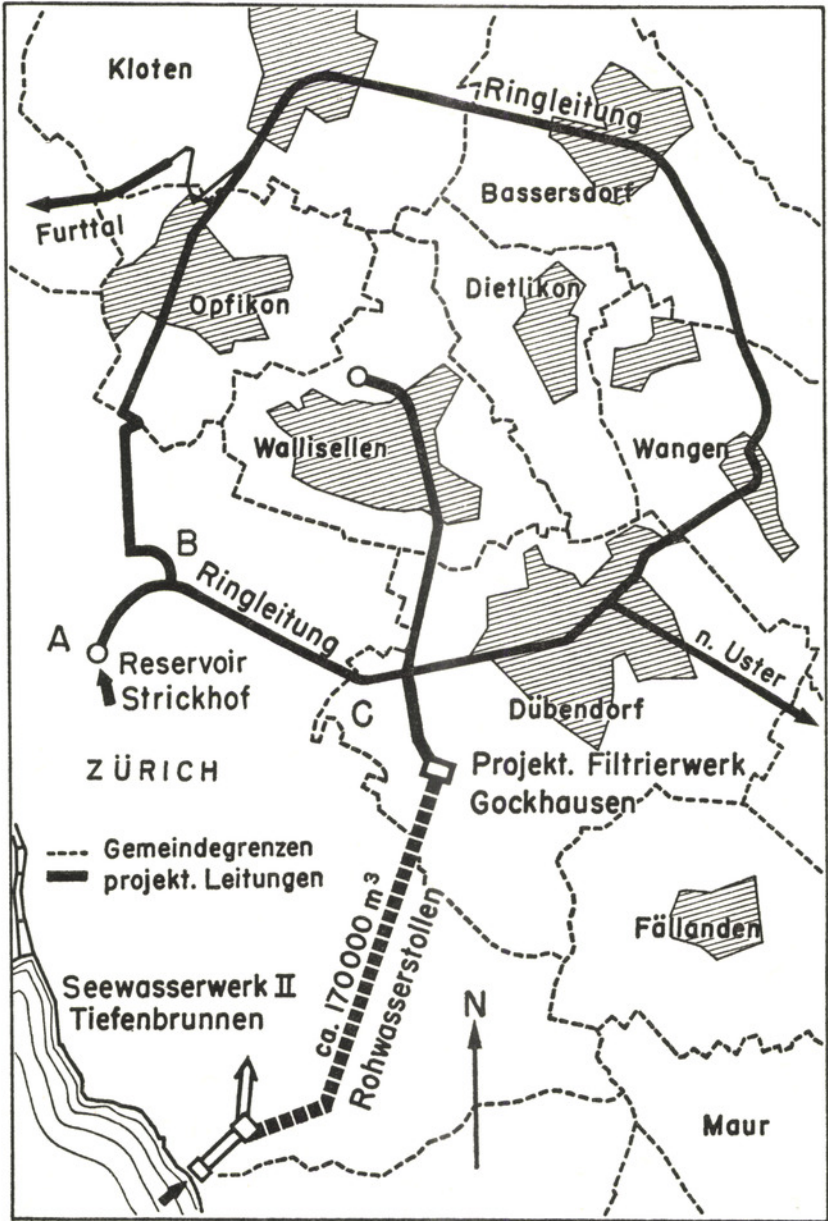 Kloten
Ringleitung
Bassersdorf
Furttal
Opfikon
Dietlikon
Wallisellen
Wangen
B
Ringleitung
A
Reservoir
Strickhof
n. Uster
C
Dübendorf
ZÜRICH
Projekt. Filtrierwerk
Gockhausen
Gemeindegrenzen
projekt. Leitungen
ca. 170000 m³
Rohwasserstollen
Fällanden
Seewasserwerk II
Tiefenbrunnen
N
Maur